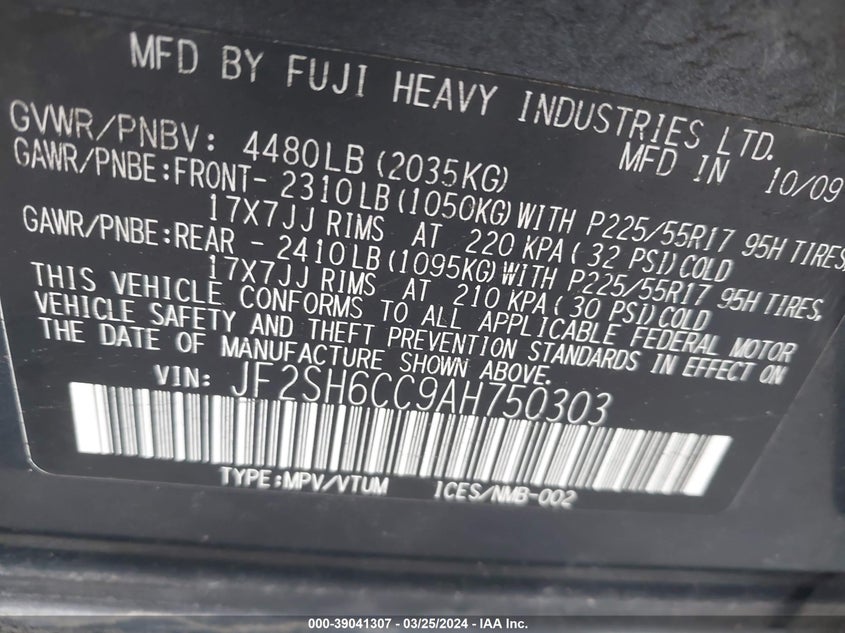 MFD BY FUJI HEAVY INDUSTRIES LTD.
GVWR/PNBV: 4480LB (2035KG) MFD IN 10/09
GAWR/PNBE:FRONT- 2310LB(1050KG)WITH P225/55R17 95H TIRES,
17X7JJ RIMS AT 220 KPA( 32 PSI)COLD
GAWR/PNBE:REAR - 2410LB(1095KG)WITH P225/55R17 95H TIRES,
17X7JJ RIMS AT 210 KPA( 30 PSI)COLD
THIS VEHICLE CONFORMS TO ALL APPLICABLE FEDERAL MOTOR
VEHICLE SAFETY AND THEFT PREVENTION STANDARDS IN EFFECT ON
THE DATE OF MANUFACTURE SHOWN ABOVE.
VIN: JF2SH6CC9AH750303
TYPE:MPV/VTUM ICES/NMB-002
000-39041307 - 03/25/2024 - IAA Inc.